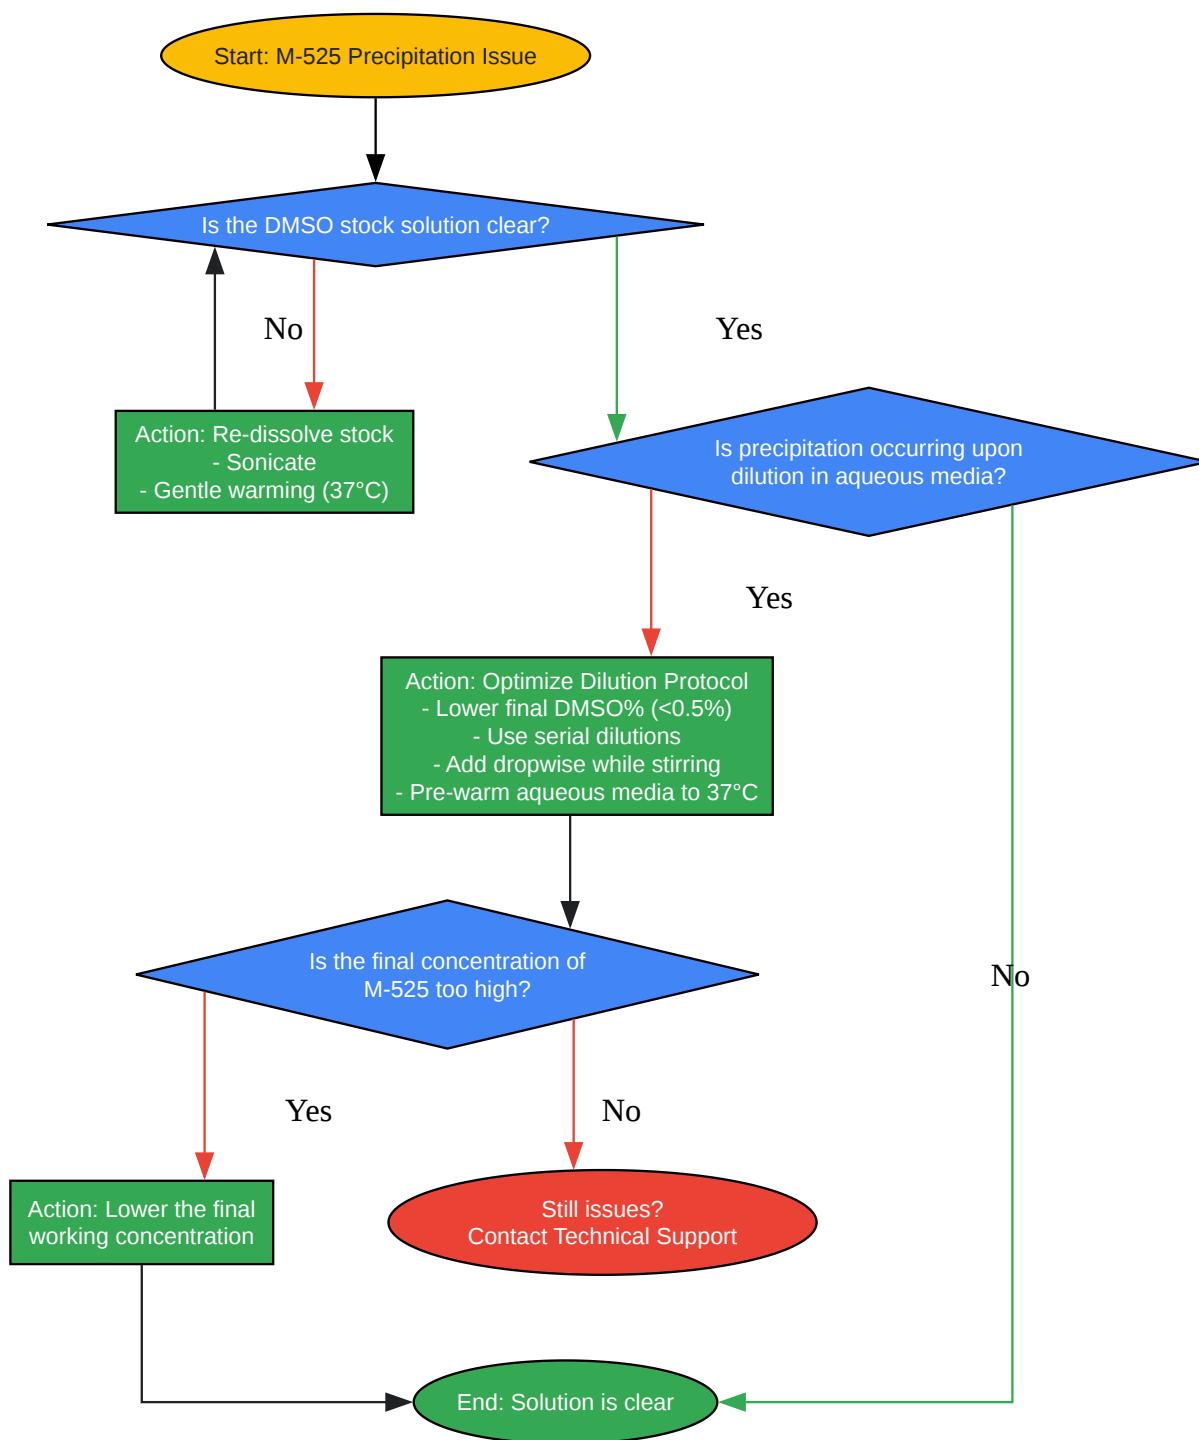 Start: M-525 Precipitation Issue
Is the DMSO stock solution clear?
No
Yes
Action: Re-dissolve stock
- Sonicate
- Gentle warming (37°C)
Is precipitation occurring upon
dilution in aqueous media?
Yes
Action: Optimize Dilution Protocol
- Lower final DMSO% (<0.5%)
- Use serial dilutions
- Add dropwise while stirring
- Pre-warm aqueous media to 37°C
Is the final concentration of
M-525 too high?
No
Yes
No
Action: Lower the final
working concentration
Still issues?
Contact Technical Support
End: Solution is clear